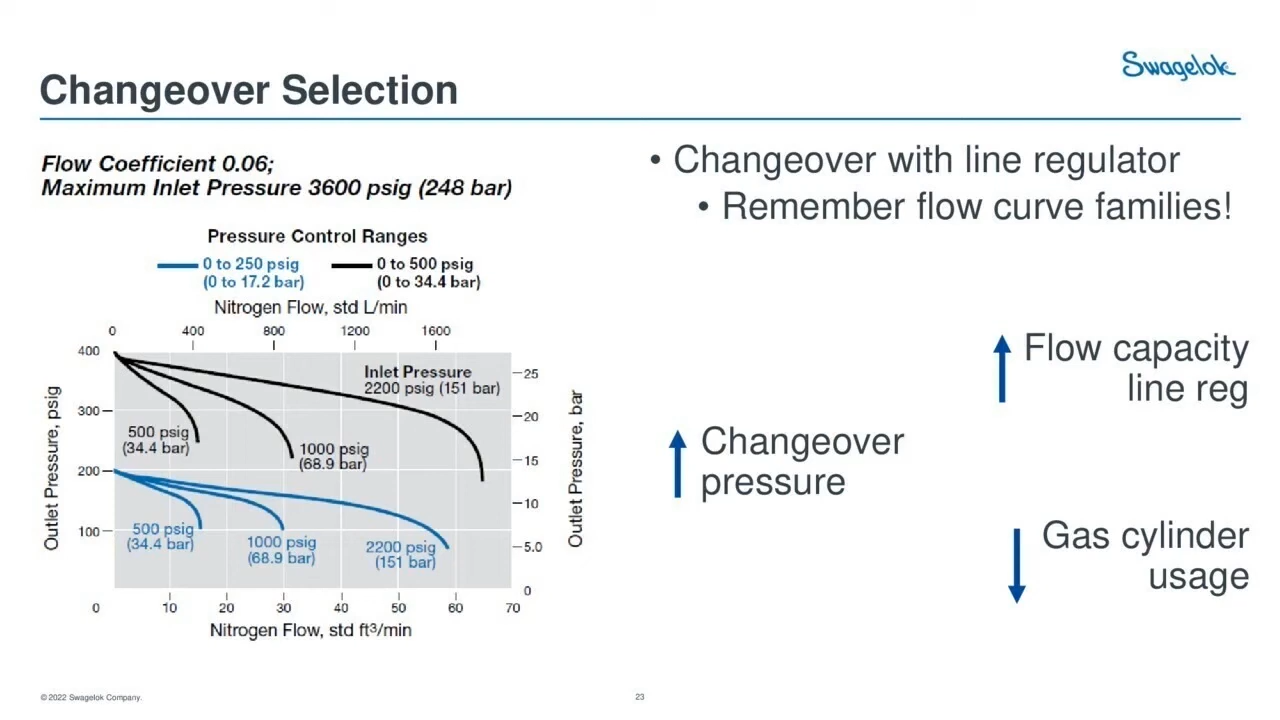 Swagelok
Changeover Selection
Flow Coefficient 0.06;
Maximum Inlet Pressure 3600 psig (248 bar)
Pressure Control Ranges
0 to 250 psig
(0 to 17.2 bar)
0 to 500 psig
(0 to 34.4 bar)
Nitrogen Flow, std L/min
0 400 800 1200 1600
400
300
200
100
0
Outlet Pressure, psig
Inlet Pressure
2200 psig (151 bar)
500 psig
(34.4 bar)
1000 psig
(68.9 bar)
500 psig
(34.4 bar)
1000 psig
(68.9 bar)
2200 psig
(151 bar)
25
20
15
10
5.0
0
Outlet Pressure, bar
10 20 30 40 50 60 70
Nitrogen Flow, std ft³/min
• Changeover with line regulator
• Remember flow curve families!
Flow capacity
line reg
Changeover
pressure
Gas cylinder
usage
© 2022 Swagelok Company.
23